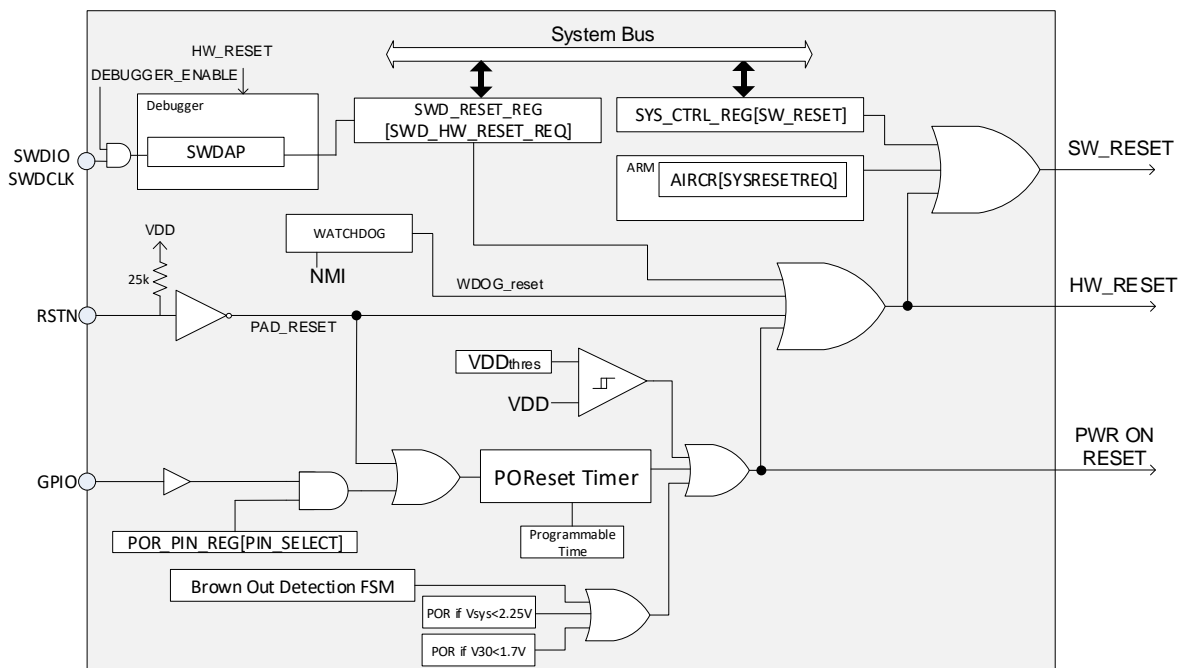 System Bus
HW_RESET
DEBUGGER_ENABLE
Debugger
SWDAP
SWD_RESET_REG
[SWD_HW_RESET_REQ]
SYS_CTRL_REG[SW_RESET]
SWDIO
SWDCLK
ARM
AIRCR[SYSRESETREQ]
SW_RESET
VDD
25k
WATCHDOG
NMI
WDOG_reset
HW_RESET
RSTN
PAD_RESET
VDDthres
VDD
PWR ON
RESET
GPIO
POReset Timer
POR_PIN_REG[PIN_SELECT]
Programmable
Time
Brown Out Detection FSM
POR if Vsys<2.25V
POR if V30<1.7V